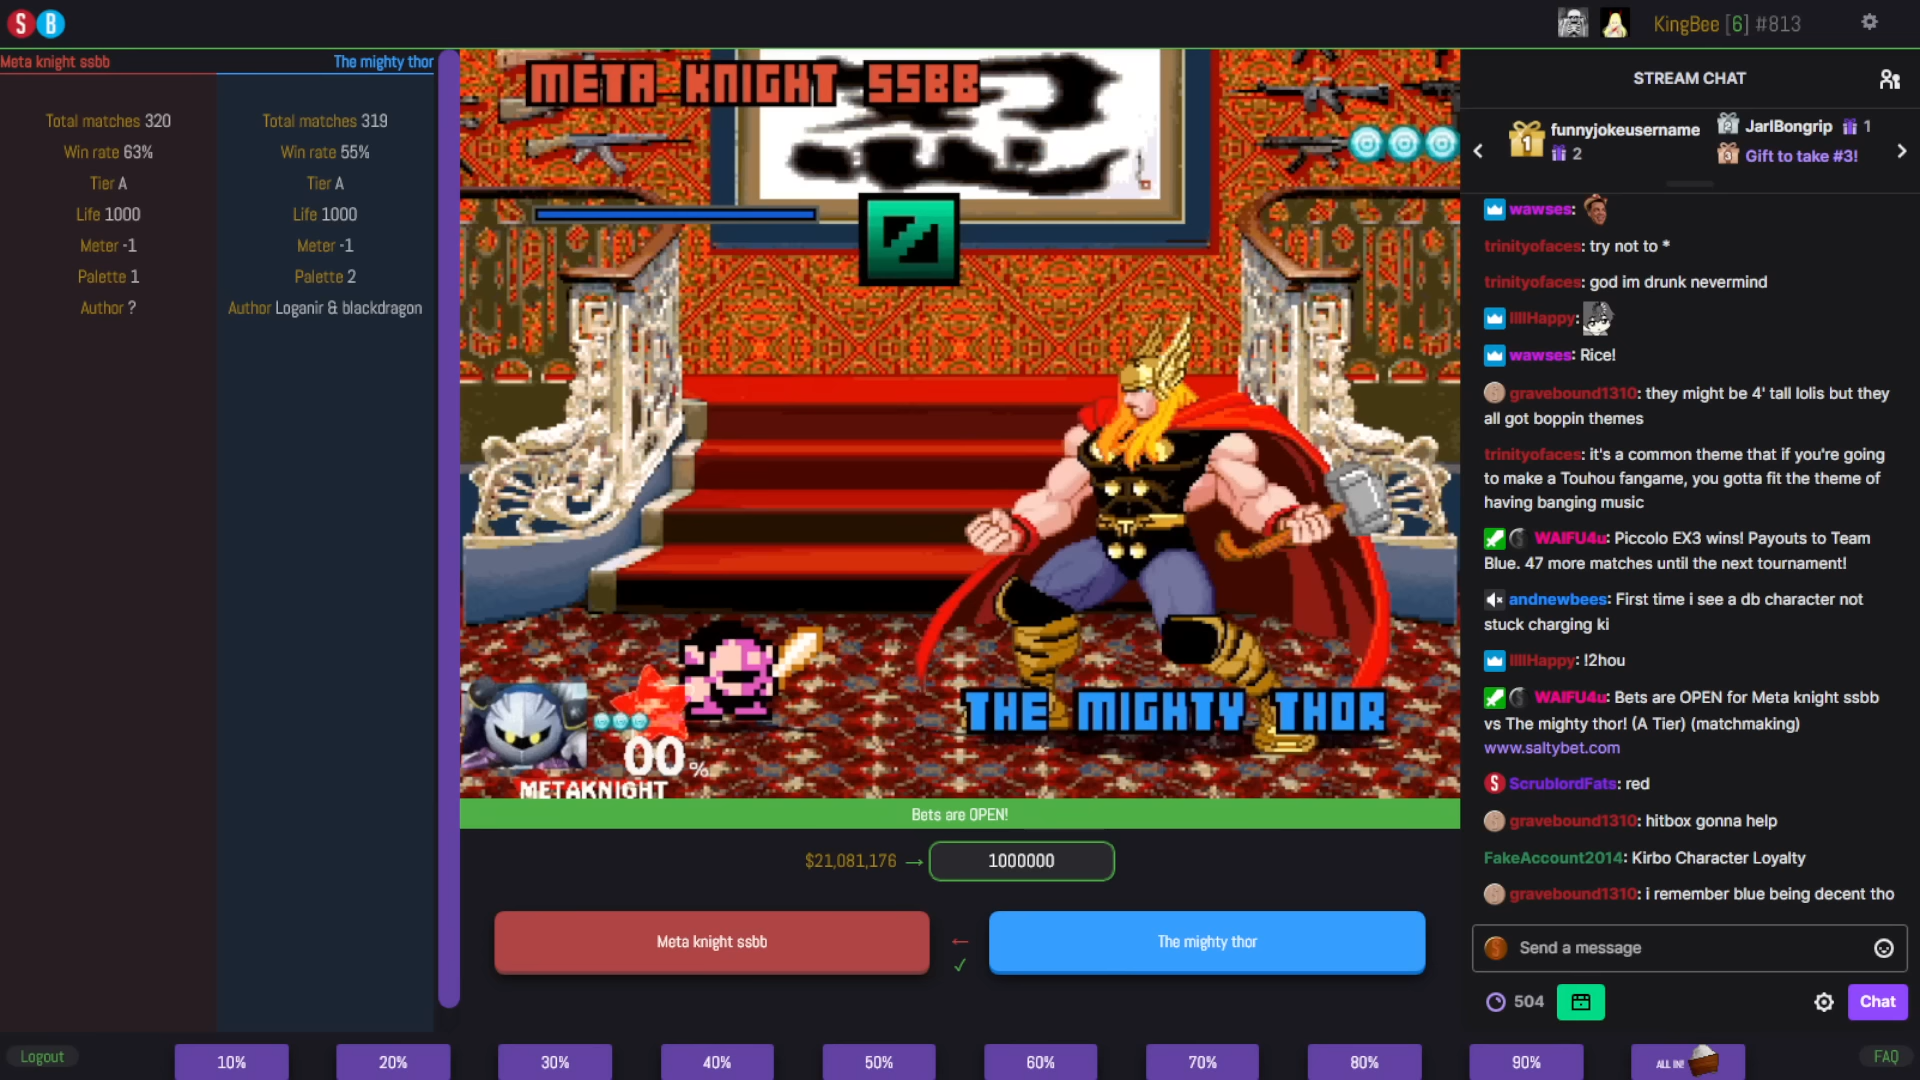 S B
KingBee [6] #813
Meta knight ssbb
The mighty thor
Total matches 320
Win rate 63%
Tier A
Life 1000
Meter -1
Palette 1
Author ?
Total matches 319
Win rate 55%
Tier A
Life 1000
Meter -1
Palette 2
Author Loganir & blackdragon
META KNIGHT SSBB
THE MIGHTY THOR
00%
METAKNIGHT
Bets are OPEN!
$21,081,176 → 1000000
Meta knight ssbb
← ✓
The mighty thor
STREAM CHAT
1 funnyjokeusername
2
2 JarlBongrip 1
3 Gift to take #3!
wawses:
trinityofaces: try not to *
trinityofaces: god im drunk nevermind
IllIHappy:
wawses: Rice!
gravebound1310: they might be 4' tall lolis but they
all got boppin themes
trinityofaces: it's a common theme that if you're going
to make a Touhou fangame, you gotta fit the theme of
having banging music
WAIFU4u: Piccolo EX3 wins! Payouts to Team
Blue. 47 more matches until the next tournament!
andnewbees: First time i see a db character not
stuck charging ki
IllIHappy: !2hou
WAIFU4u: Bets are OPEN for Meta knight ssbb
vs The mighty thor! (A Tier) (matchmaking)
www.saltybet.com
ScrublordFats: red
gravebound1310: hitbox gonna help
FakeAccount2014: Kirbo Character Loyalty
gravebound1310: i remember blue being decent tho
Send a message
504
Chat
Logout
10%
20%
30%
40%
50%
60%
70%
80%
90%
ALL IN!
FAQ